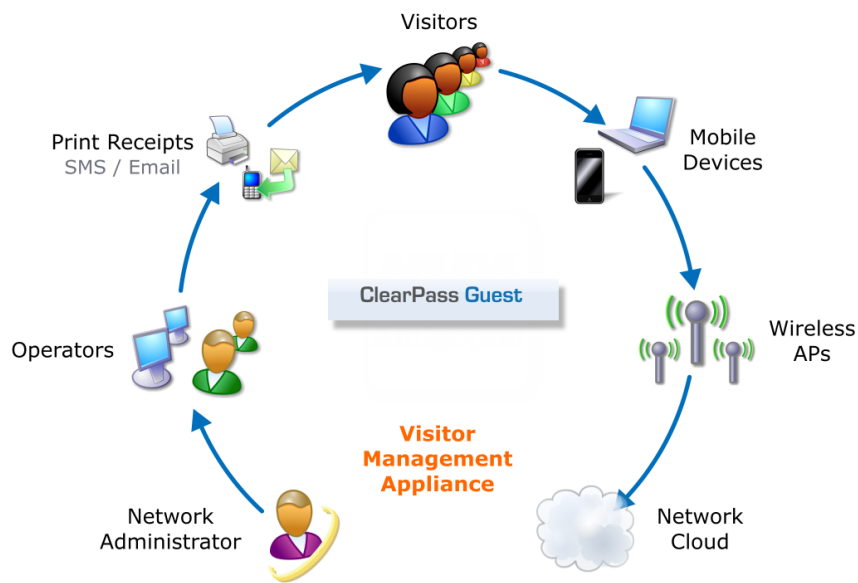 Visitors
Print Receipts
SMS / Email
Mobile
Devices
ClearPass Guest
Operators
Wireless
APs
Visitor
Management
Appliance
Network
Administrator
Network
Cloud